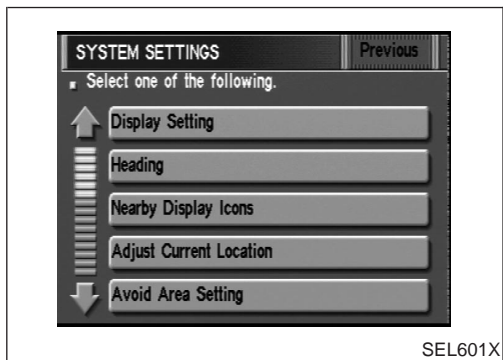 SYSTEM SETTINGS
Previous
Select one of the following.
Display Setting
Heading
Nearby Display Icons
Adjust Current Location
Avoid Area Setting
SEL601X